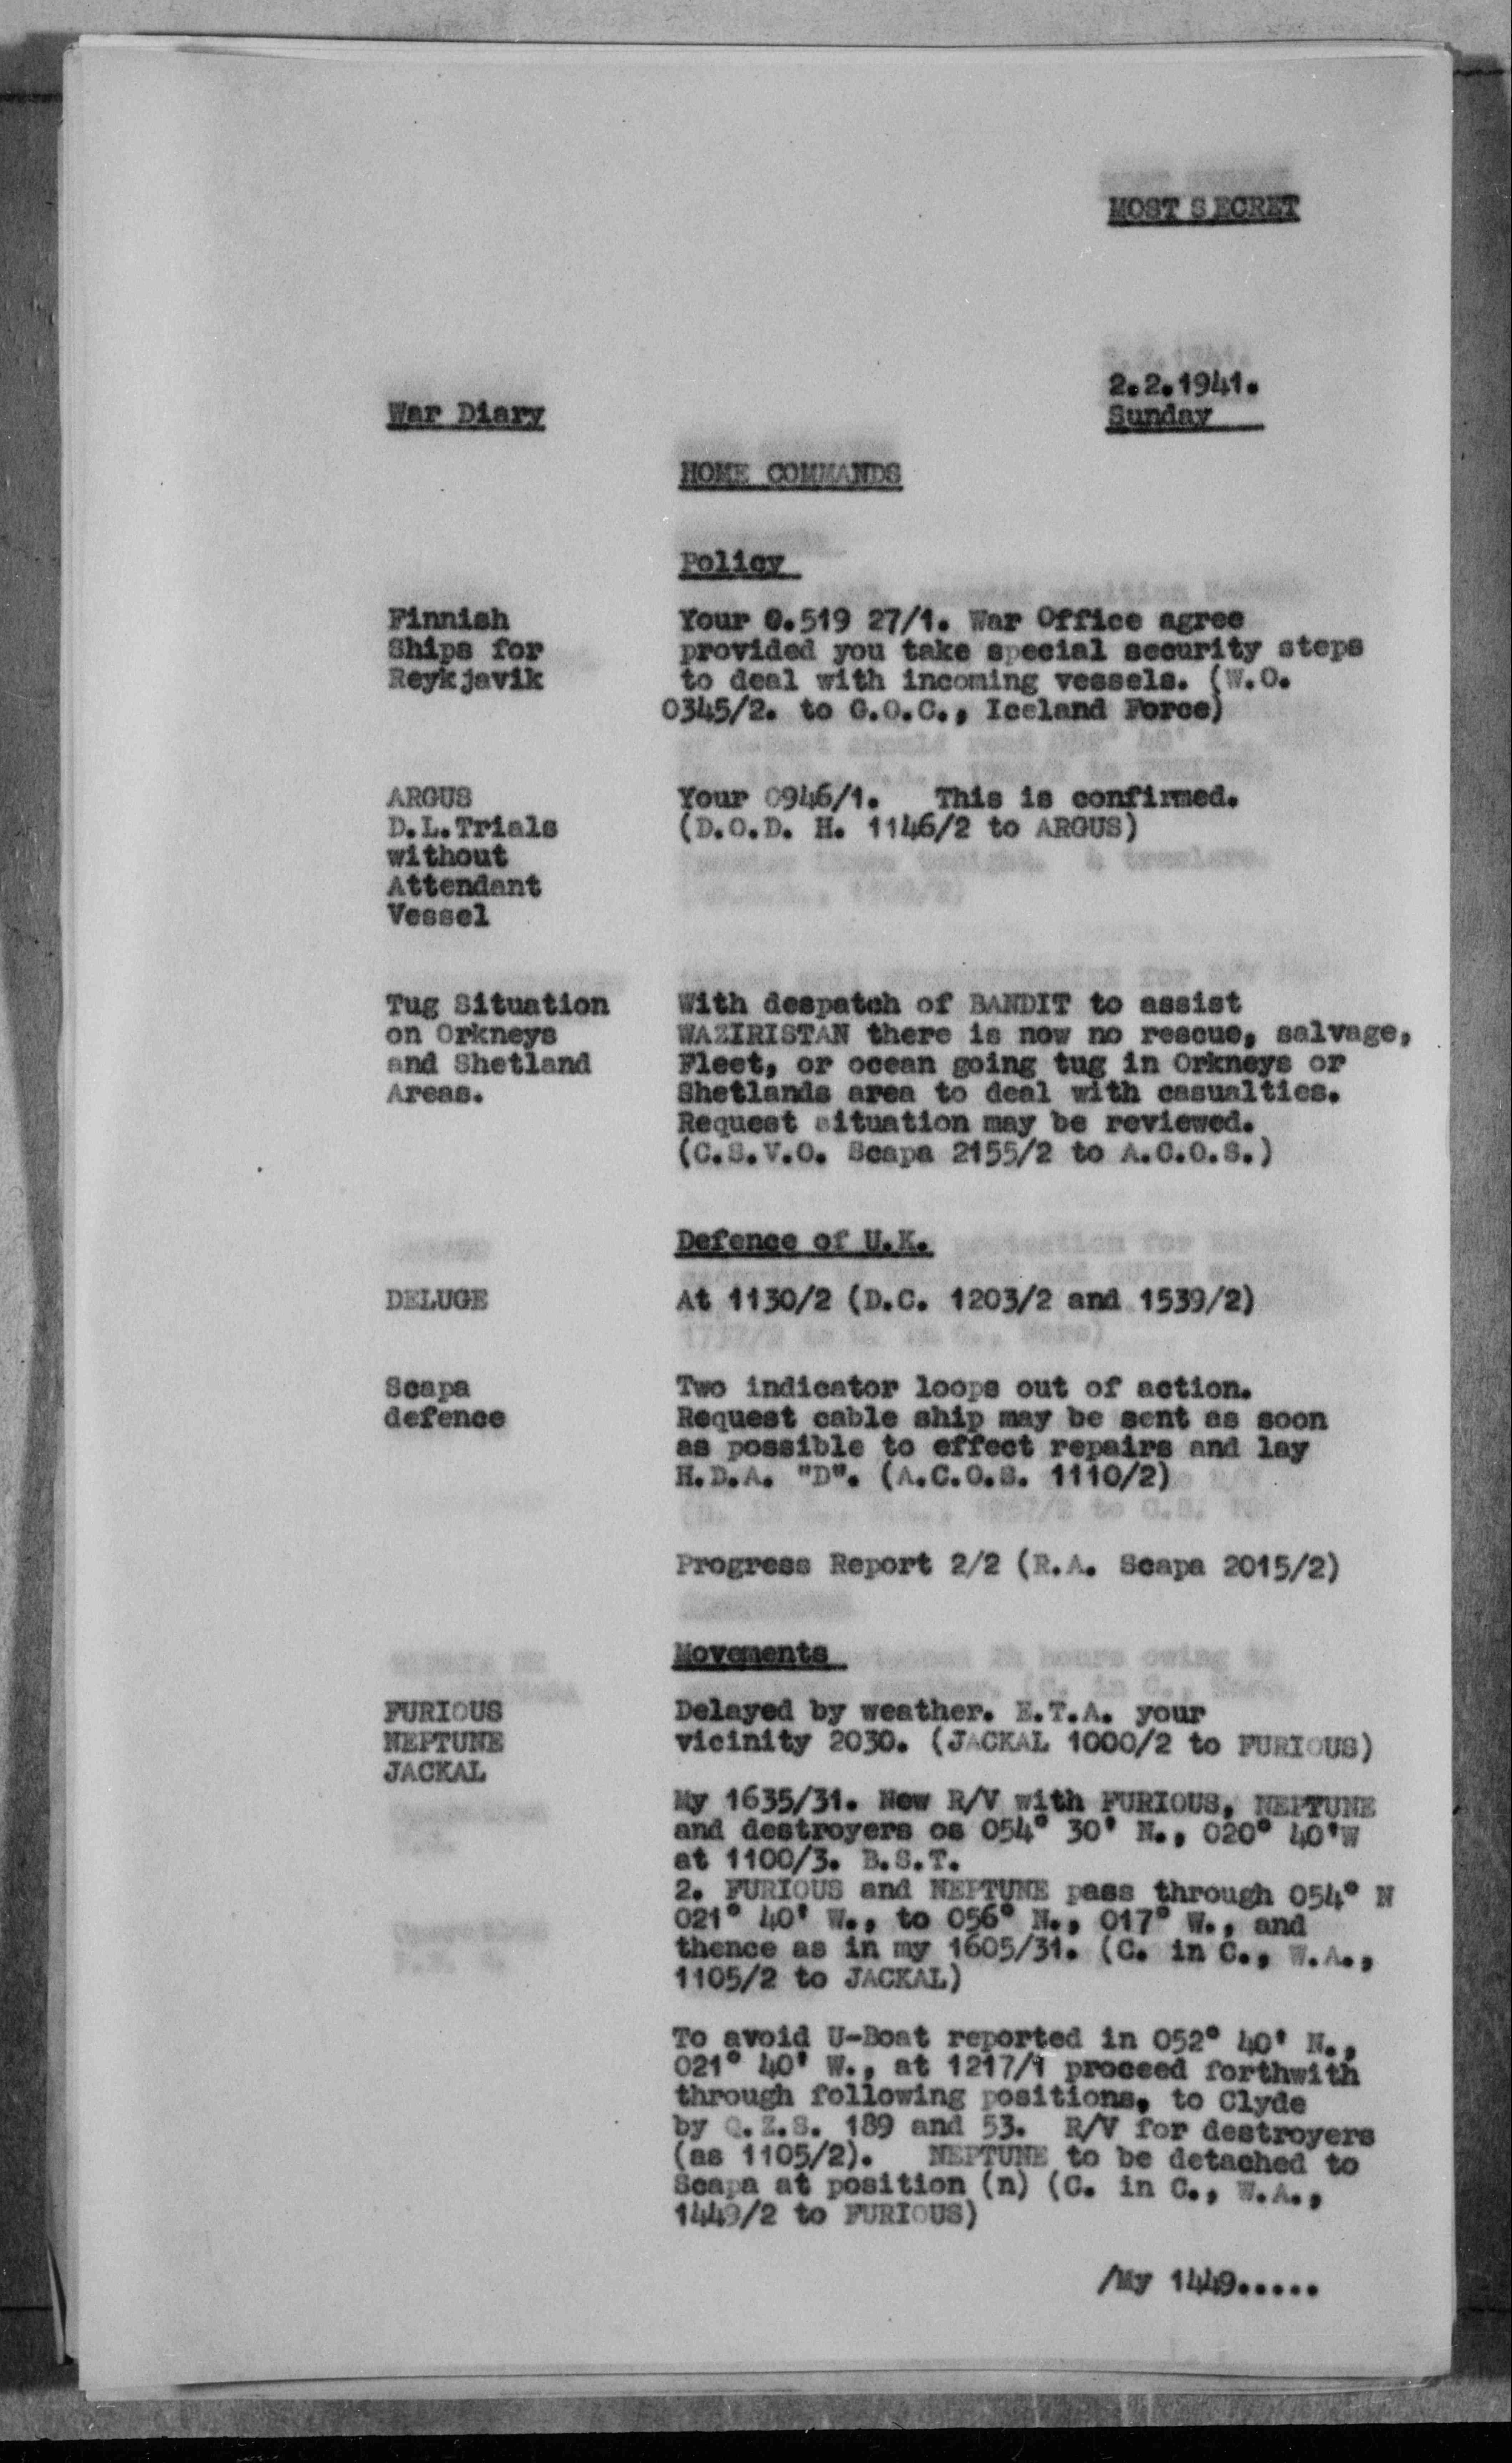 MOST SECRET
2.2.1941.
War Diary
Sunday
HOME COMMANDS
Policy
Finnish
Ships for
Reykjavik
Your 0.519 27/1. War Office agree
provided you take special security steps
to deal with incoming vessels. (W.O.
0345/2. to G.O.C., Iceland Force)
ARGUS
D.L.Trials
without
Attendant
Vessel
Your 0946/1. This is confirmed.
(D.O.D. H. 1146/2 to ARGUS)
Tug Situation
on Orkneys
and Shetland
Areas.
With despatch of BANDIT to assist
WAZIRISTAN there is now no rescue, salvage,
Fleet, or ocean going tug in Orkneys or
Shetlands area to deal with casualties.
Request situation may be reviewed.
(C.S.V.O. Scapa 2155/2 to A.C.O.S.)
Defence of U.K.
DELUGE
At 1130/2 (D.C. 1203/2 and 1539/2)
Scapa
defence
Two indicator loops out of action.
Request cable ship may be sent as soon
as possible to effect repairs and lay
H.D.A. "D". (A.C.O.S. 1110/2)
Progress Report 2/2 (R.A. Scapa 2015/2)
Movements
FURIOUS
NEPTUNE
JACKAL
Delayed by weather. E.T.A. your
vicinity 2030. (JACKAL 1000/2 to FURIOUS)
My 1635/31. New R/V with FURIOUS, NEPTUNE
and destroyers os 054° 30' N., 020° 40'W
at 1100/3. B.S.T.
2. FURIOUS and NEPTUNE pass through 054° N
021° 40' W., to 056° N., 017° W., and
thence as in my 1605/31. (C. in C., W.A.,
1105/2 to JACKAL)
To avoid U-Boat reported in 052° 40' N.,
021° 40' W., at 1217/1 proceed forthwith
through following positions, to Clyde
by Q.Z.S. 189 and 53. R/V for destroyers
(as 1105/2). NEPTUNE to be detached to
Scapa at position (n) (C. in C., W.A.,
1449/2 to FURIOUS)
/My 1449.....